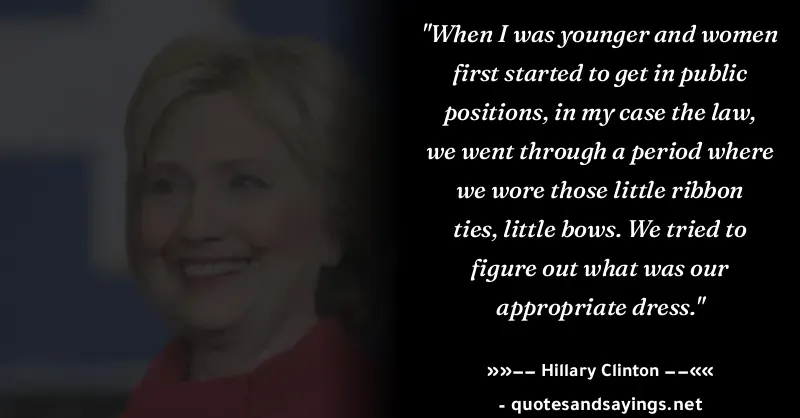 "When I was younger and women
first started to get in public
positions, in my case the law,
we went through a period where
we wore those little ribbon
ties, little bows. We tried to
figure out what was our
appropriate dress."
»»–– Hillary Clinton ––««
- quotesandsayings.net